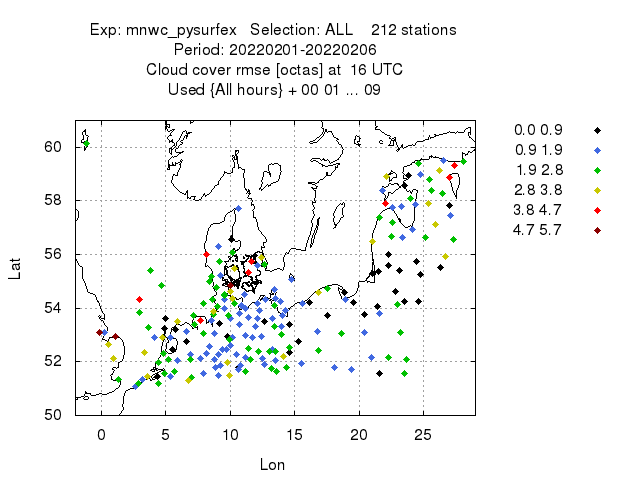 Exp: mnwc_pysurfex   Selection: ALL    212 stations
Period: 20220201-20220206
Cloud cover rmse [octas] at  16 UTC
Used {All hours} + 00 01 ... 09
0.0 0.9
0.9 1.9
1.9 2.8
2.8 3.8
3.8 4.7
4.7 5.7
60
58
56
54
52
50
Lat
0 5 10 15 20 25
Lon